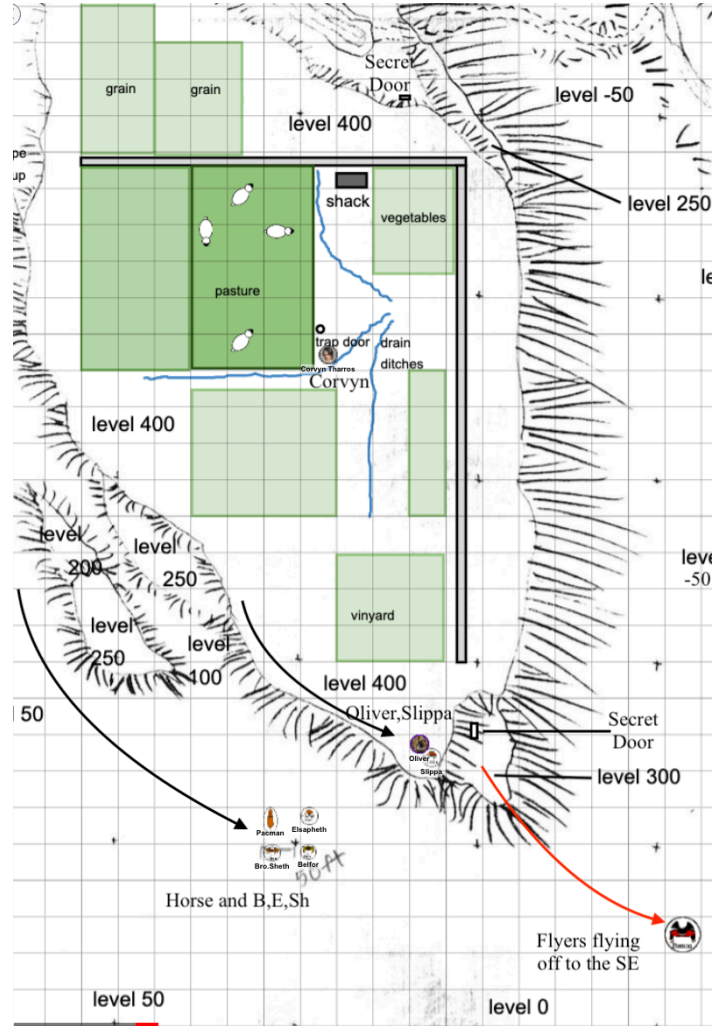 Secret
Door
grain
grain
level -50
level 400
pe
up
shack
level 250
vegetables
le
pasture
trap door
drain
ditches
Corvyn Tharros
Corvyn
level 400
level
200
level
250
leve
-50
level
250
vinyard
level
100
level 400
l 50
Oliver,Slippa
Secret
Door
Oliver
Slippa
level 300
Pacman
Elsapheth
Bro.Sheth
Belfor
50 ft
Horse and B,E,Sh
Flyers flying
off to the SE
level 50
level 0